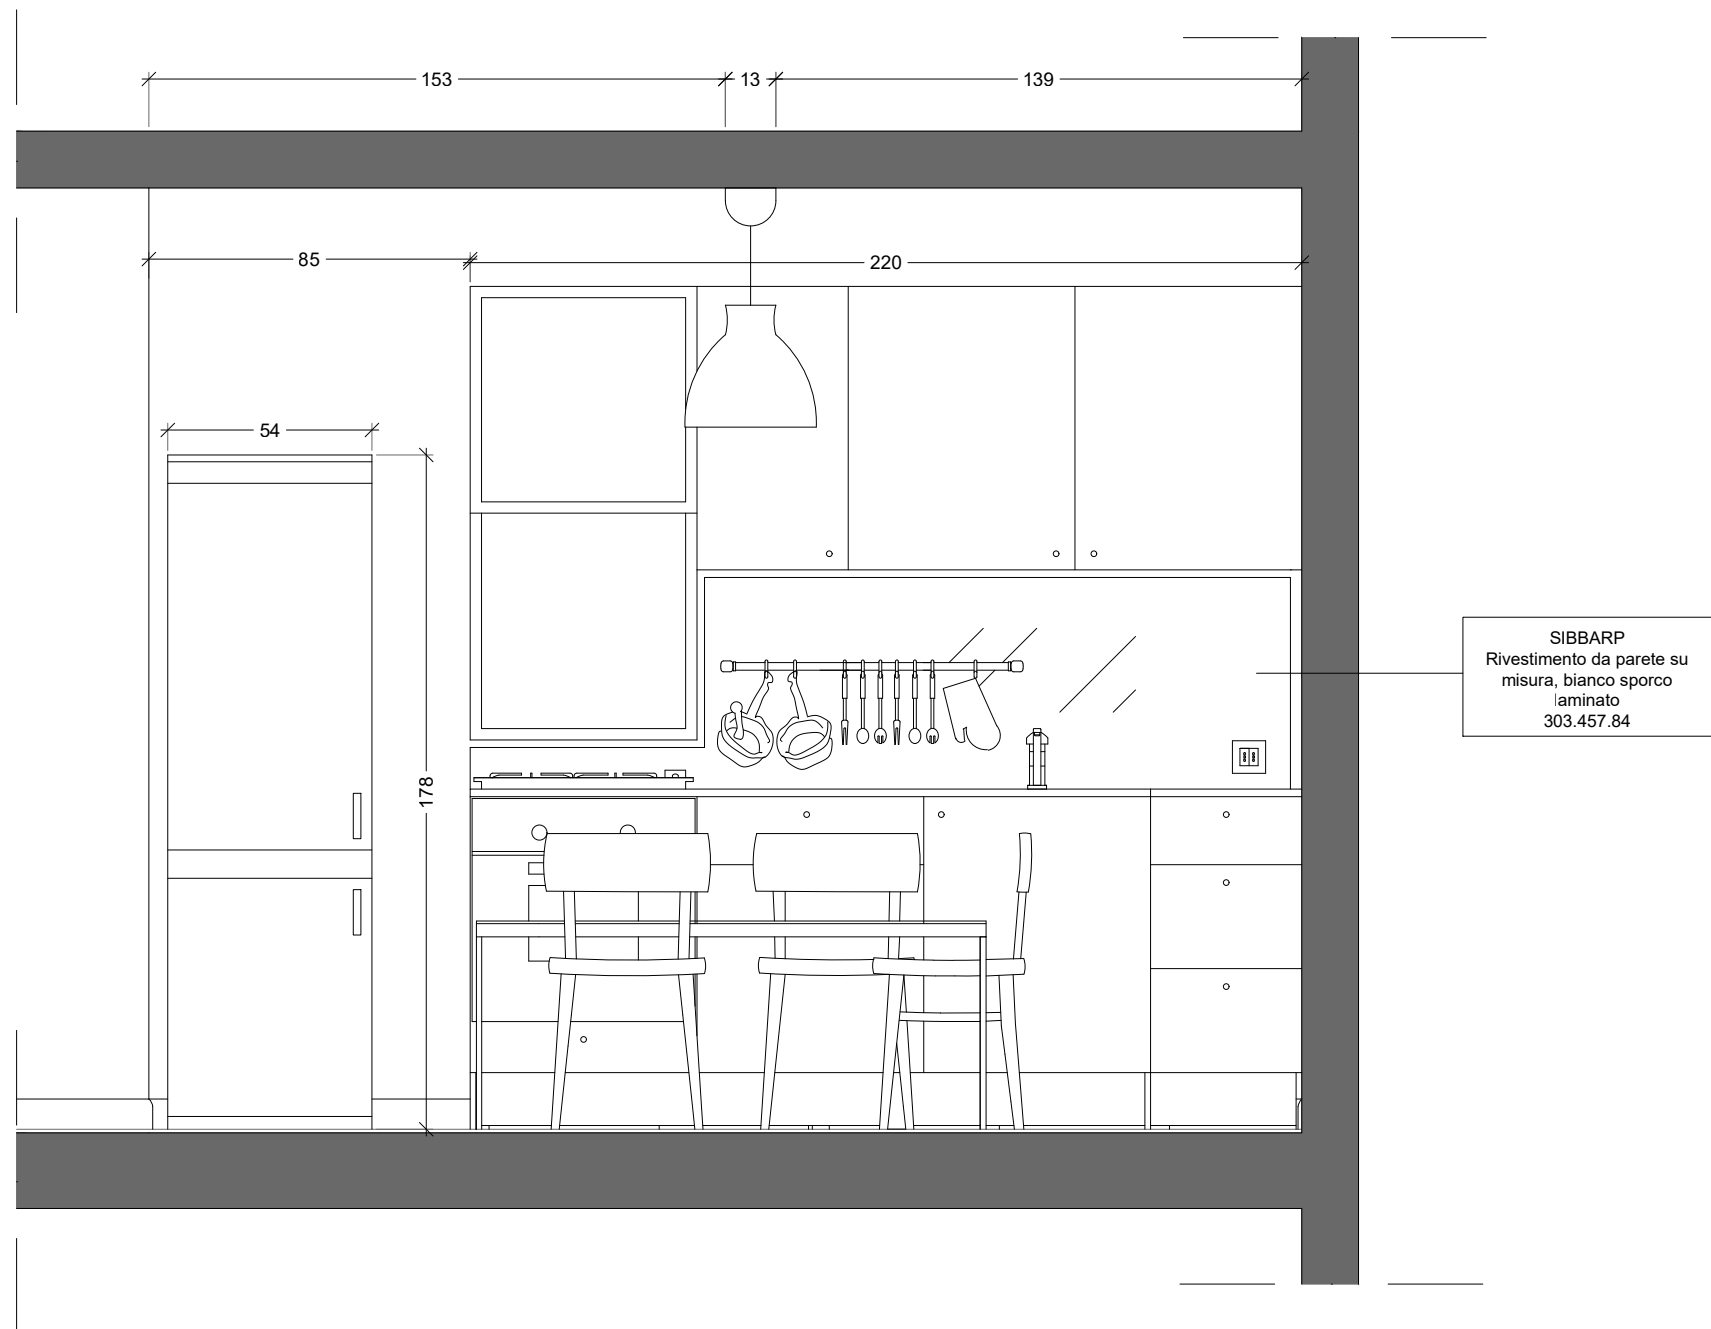 153
13
139
85
220
54
178
SIBBARP
Rivestimento da parete su
misura, bianco sporco
laminato
303.457.84